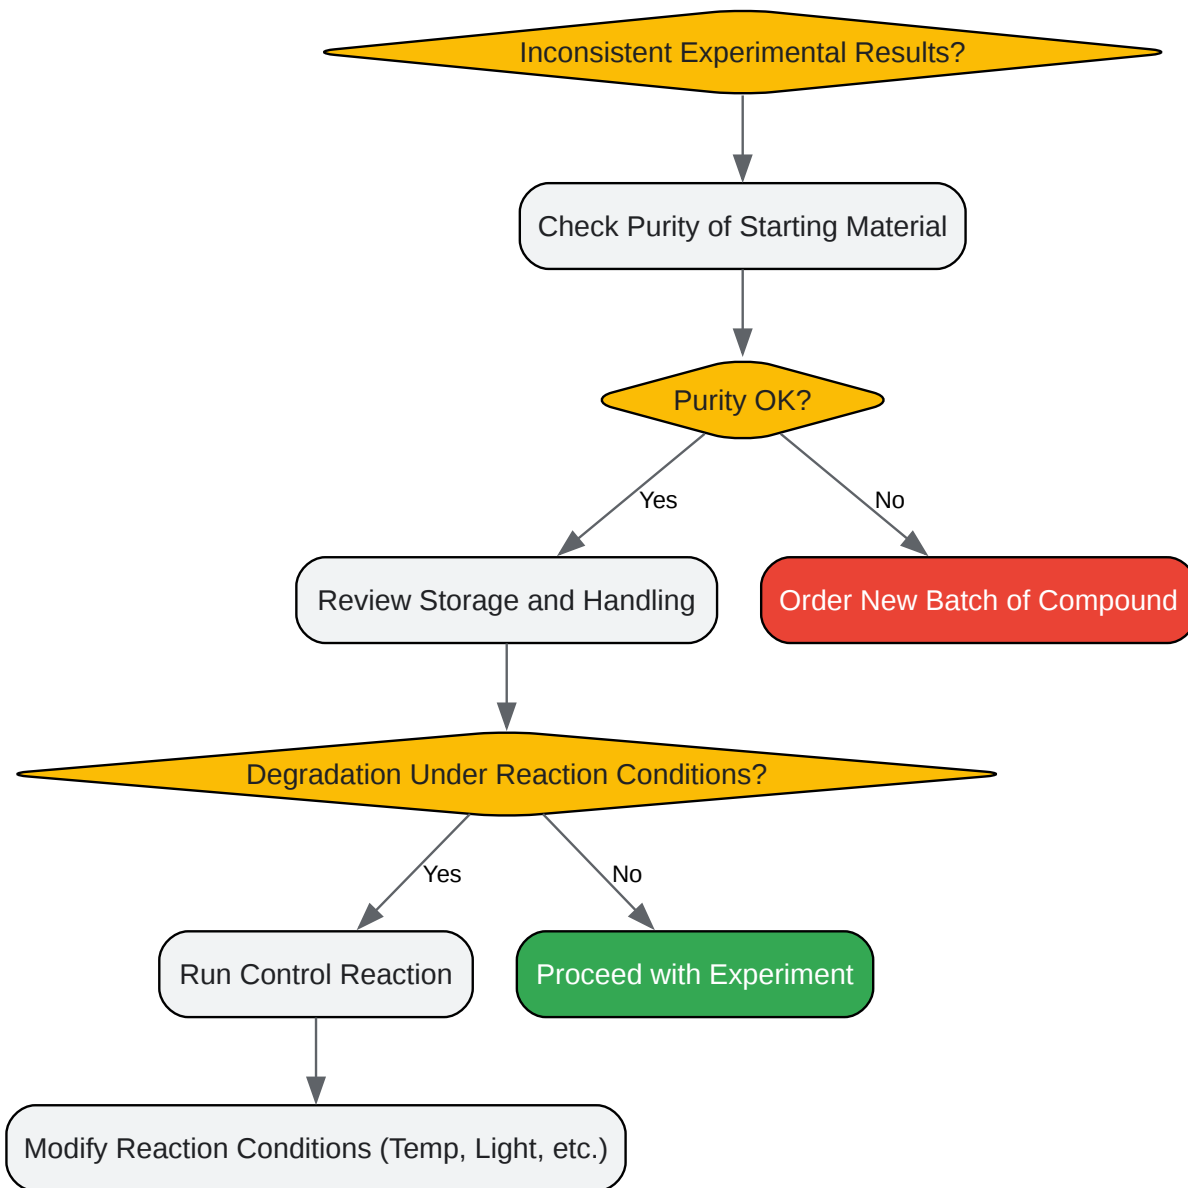 Inconsistent Experimental Results?
Check Purity of Starting Material
Purity OK?
Yes
No
Review Storage and Handling
Order New Batch of Compound
Degradation Under Reaction Conditions?
Yes
No
Run Control Reaction
Proceed with Experiment
Modify Reaction Conditions (Temp, Light, etc.)